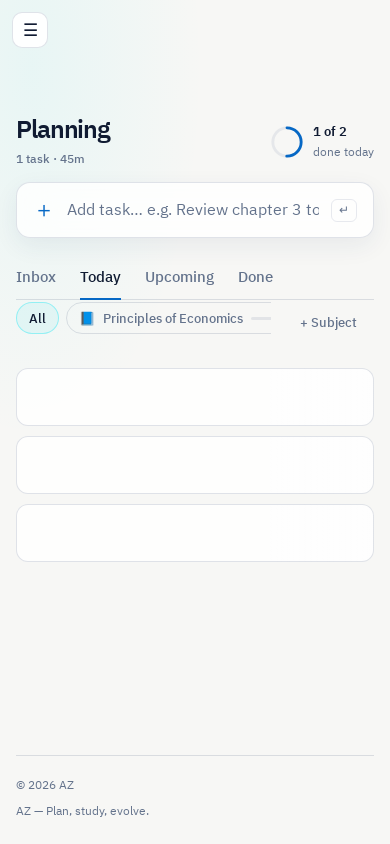 ☰
Planning
1 task · 45m
1 of 2
done today
+ Add task… e.g. Review chapter 3 to ↵
Inbox Today Upcoming Done
All 📘 Principles of Economics + Subject
© 2026 AZ
AZ — Plan, study, evolve.